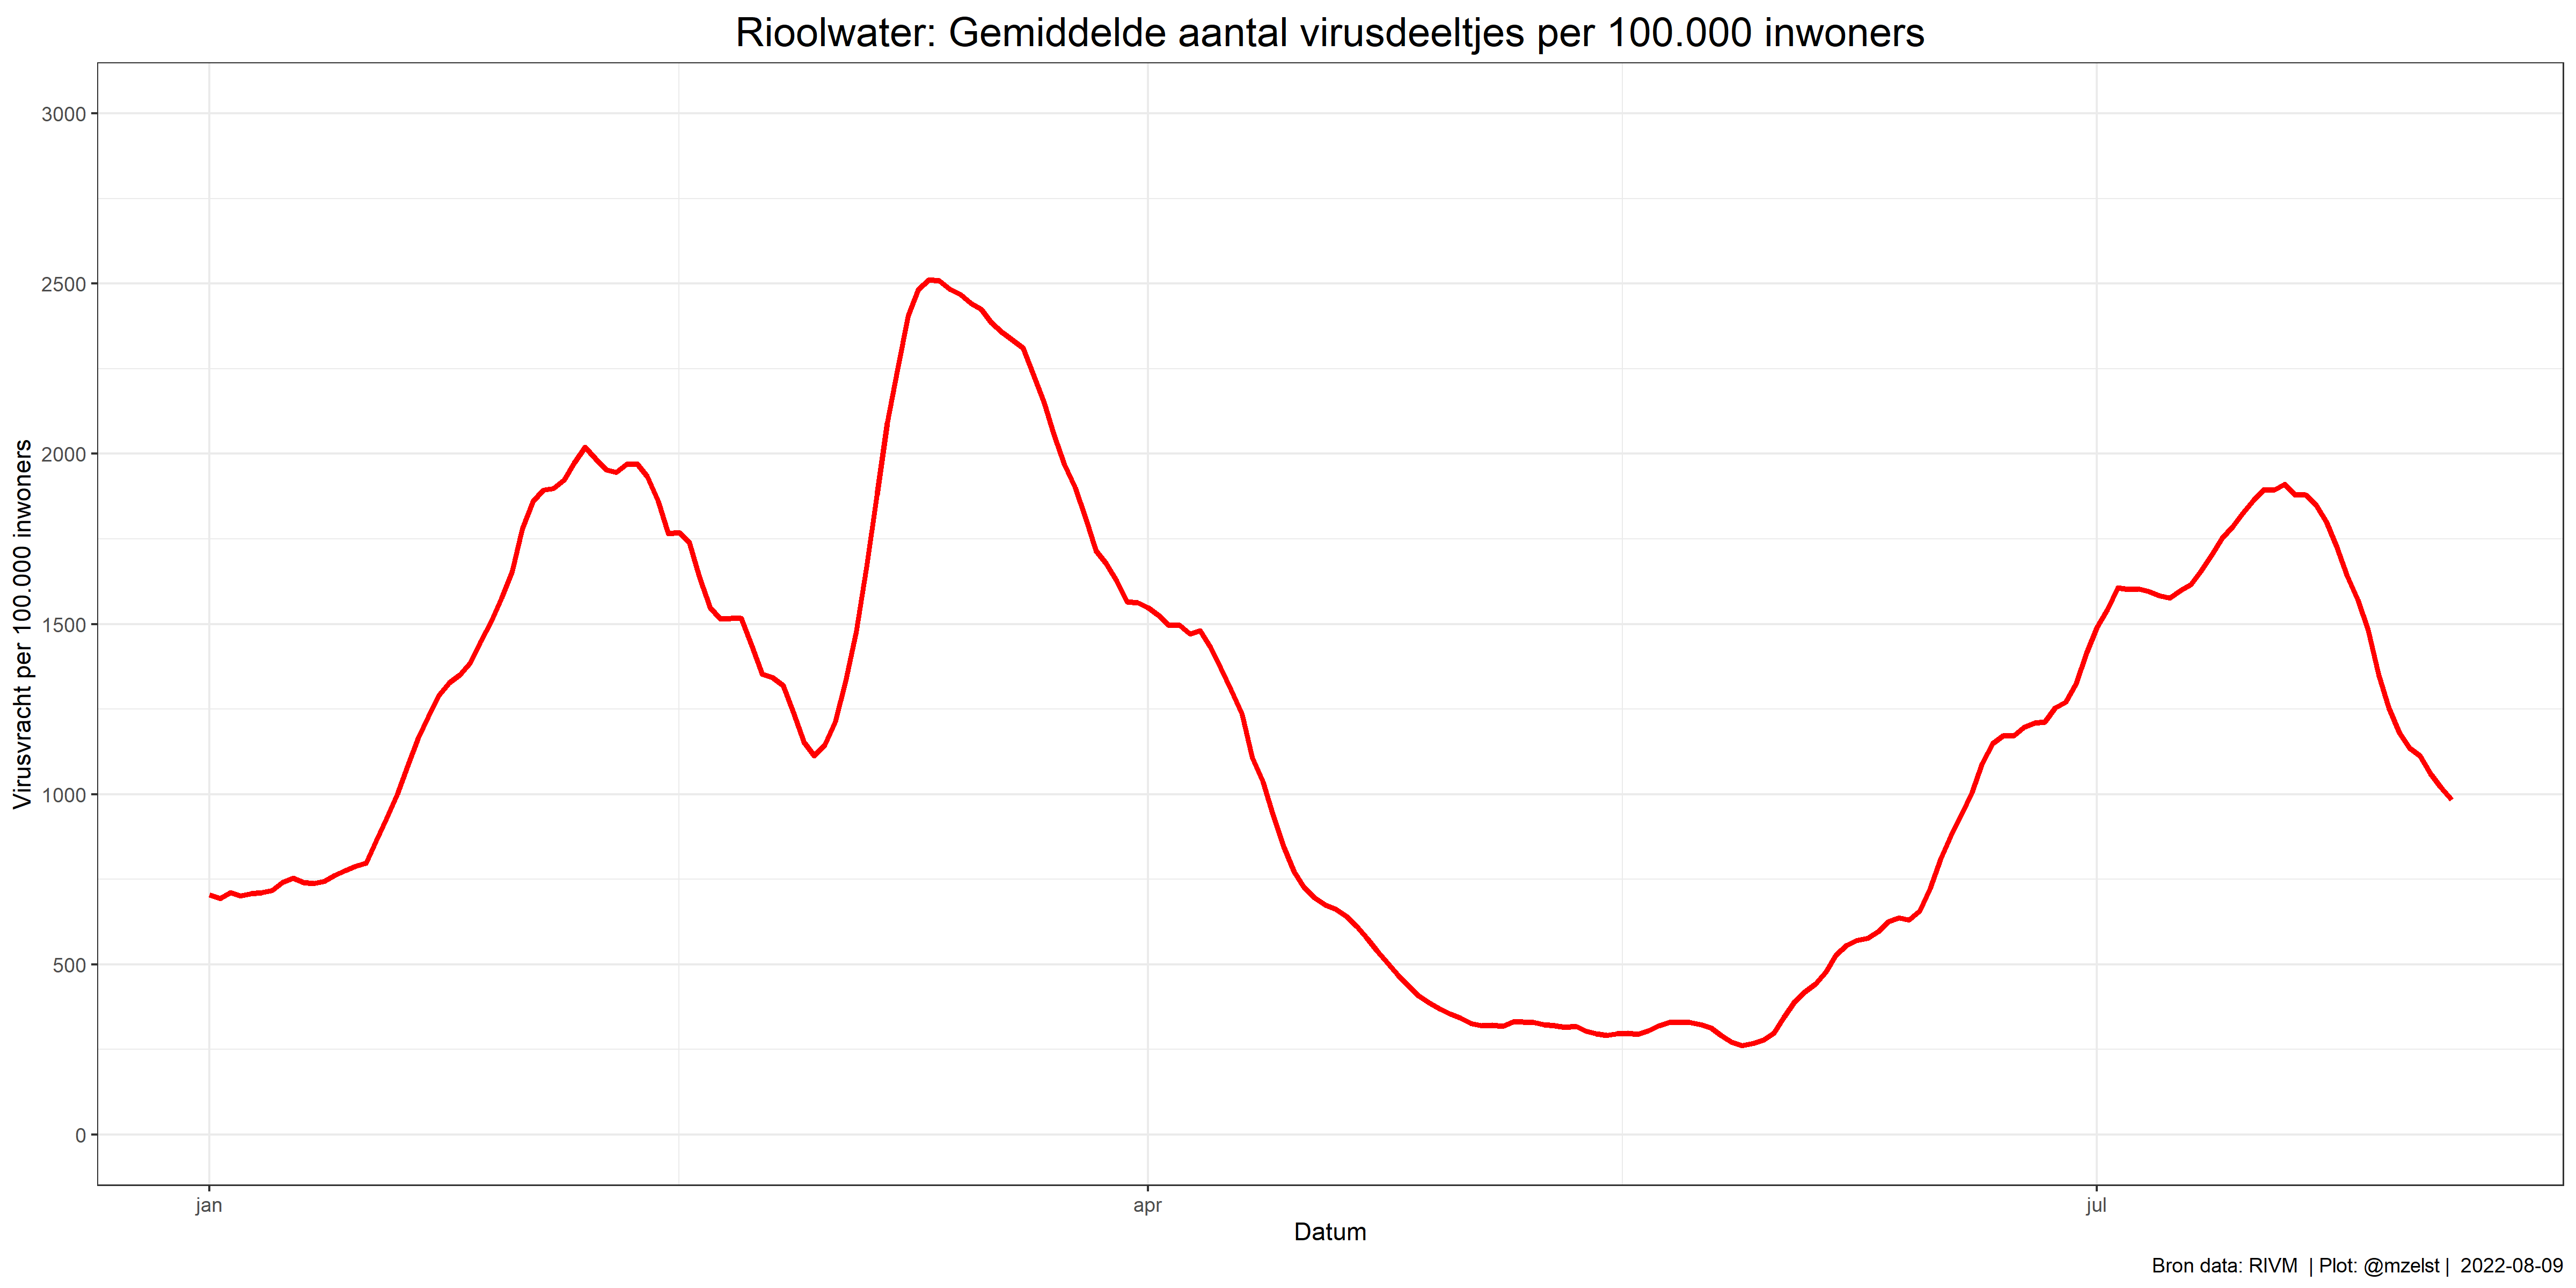 Rioolwater: Gemiddelde aantal virusdeeltjes per 100.000 inwoners
Virusvracht per 100.000 inwoners
3000
2500
2000
1500
1000
500
0
jan
apr
jul
Datum
Bron data: RIVM | Plot: @mzelst | 2022-08-09